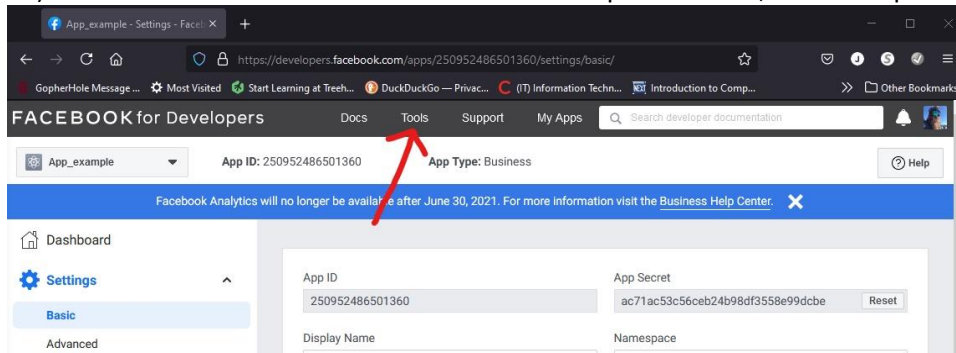 App_example - Settings - Faceb
https://developers.facebook.com/apps/250952486501360/settings/basic/
GopherHole Message ... Most Visited Start Learning at Treeh... DuckDuckGo — Privac... (IT) Information Techn... Introduction to Comp... Other Bookmarks
FACEBOOK for Developers Docs Tools Support My Apps Search developer documentation
App_example App ID: 250952486501360 App Type: Business Help
Facebook Analytics will no longer be available after June 30, 2021. For more information visit the Business Help Center.
Dashboard
Settings
Basic
Advanced
App ID App Secret
250952486501360 ac71ac53c56ceb24b98df3558e99dcbe Reset
Display Name Namespace